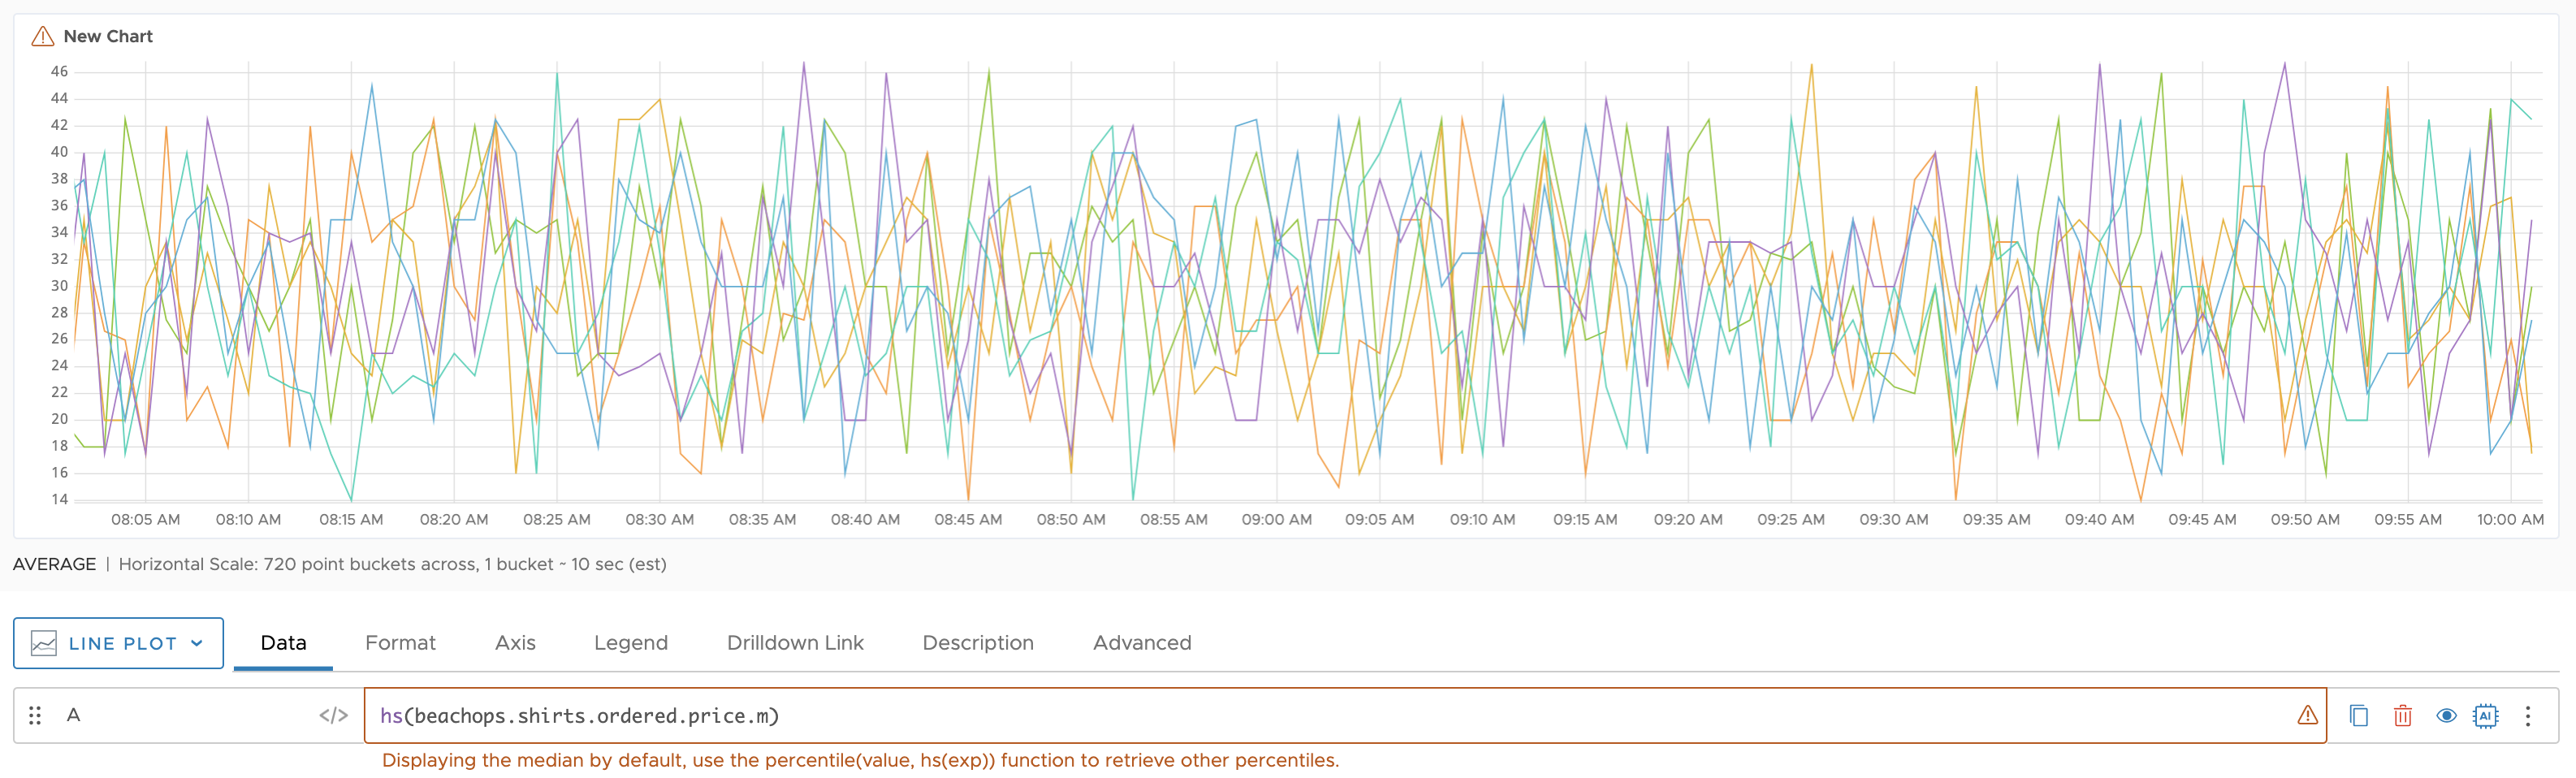 New Chart
46
44
42
40
38
36
34
32
30
28
26
24
22
20
18
16
14
08:05 AM 08:10 AM 08:15 AM 08:20 AM 08:25 AM 08:30 AM 08:35 AM 08:40 AM 08:45 AM 08:50 AM 08:55 AM 09:00 AM 09:05 AM 09:10 AM 09:15 AM 09:20 AM 09:25 AM 09:30 AM 09:35 AM 09:40 AM 09:45 AM 09:50 AM 09:55 AM 10:00 AM
AVERAGE | Horizontal Scale: 720 point buckets across, 1 bucket ~ 10 sec (est)
LINE PLOT Data Format Axis Legend Drilldown Link Description Advanced
A </> hs(beachops.shirts.ordered.price.m) AI
Displaying the median by default, use the percentile(value, hs(exp)) function to retrieve other percentiles.